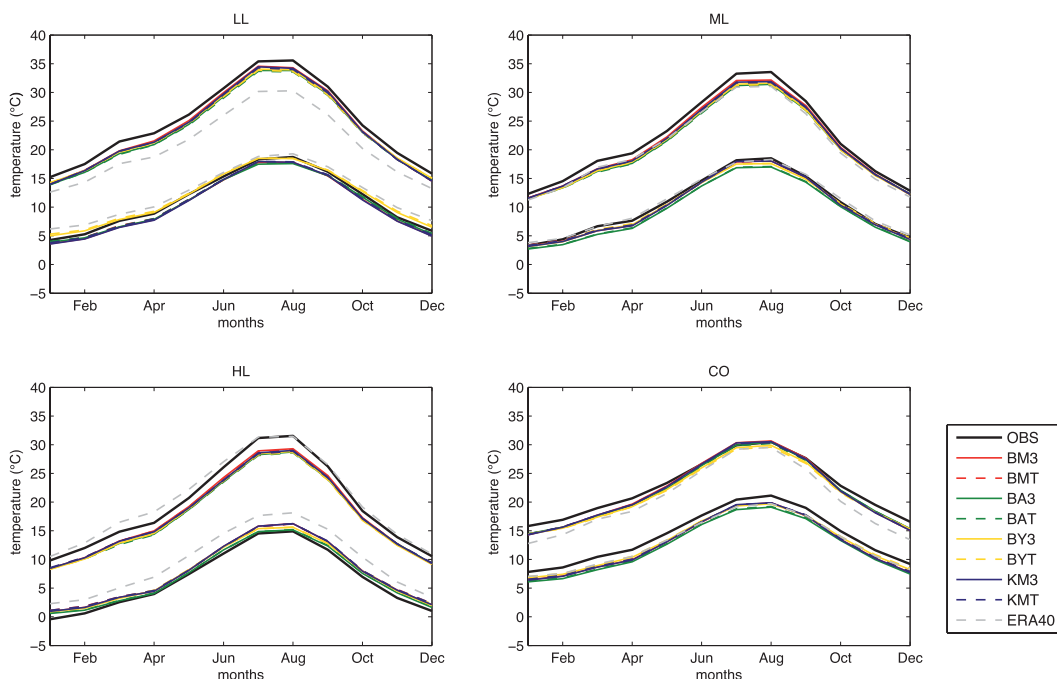 LL
40
35
30
25
20
15
10
5
0
−5
temperature (°C)
Feb Apr Jun Aug Oct Dec
months
ML
40
35
30
25
20
15
10
5
0
−5
temperature (°C)
Feb Apr Jun Aug Oct Dec
months
HL
40
35
30
25
20
15
10
5
0
−5
temperature (°C)
Feb Apr Jun Aug Oct Dec
months
CO
40
35
30
25
20
15
10
5
0
−5
temperature (°C)
Feb Apr Jun Aug Oct Dec
months
OBS
BM3
BMT
BA3
BAT
BY3
BYT
KM3
KMT
ERA40